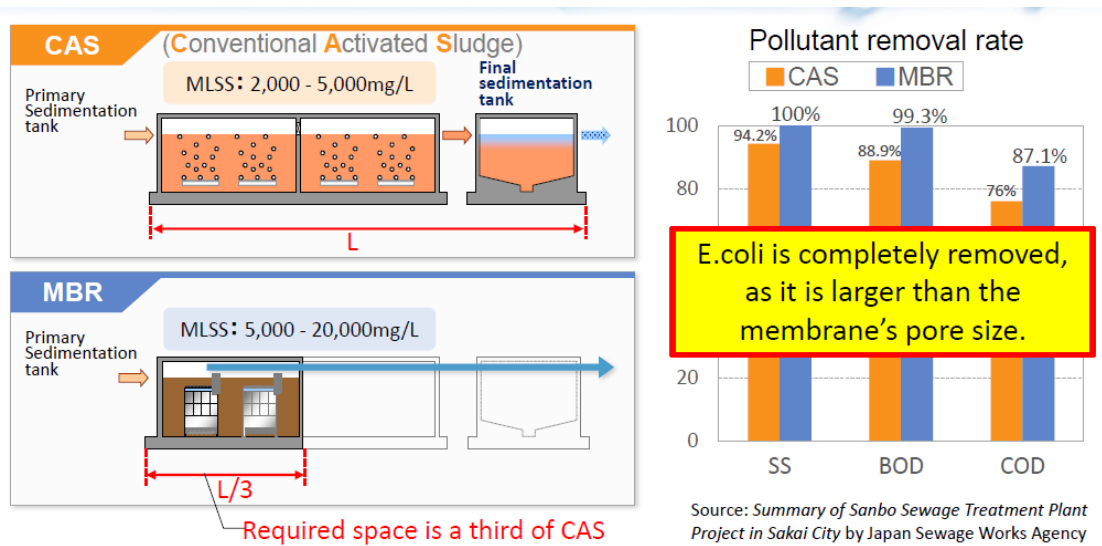 CAS
(Conventional Activated Sludge)
MLSS: 2,000 - 5,000mg/L
Primary
Sedimentation
tank
Final
sedimentation
tank
L
MBR
MLSS: 5,000 - 20,000mg/L
Primary
Sedimentation
tank
L/3
Required space is a third of CAS
Pollutant removal rate
CAS
MBR
100
80
20
0
94.2%
100%
88.9%
99.3%
76%
87.1%
E.coli is completely removed,
as it is larger than the
membrane's pore size.
SS
BOD
COD
Source: Summary of Sanbo Sewage Treatment Plant
Project in Sakai City by Japan Sewage Works Agency